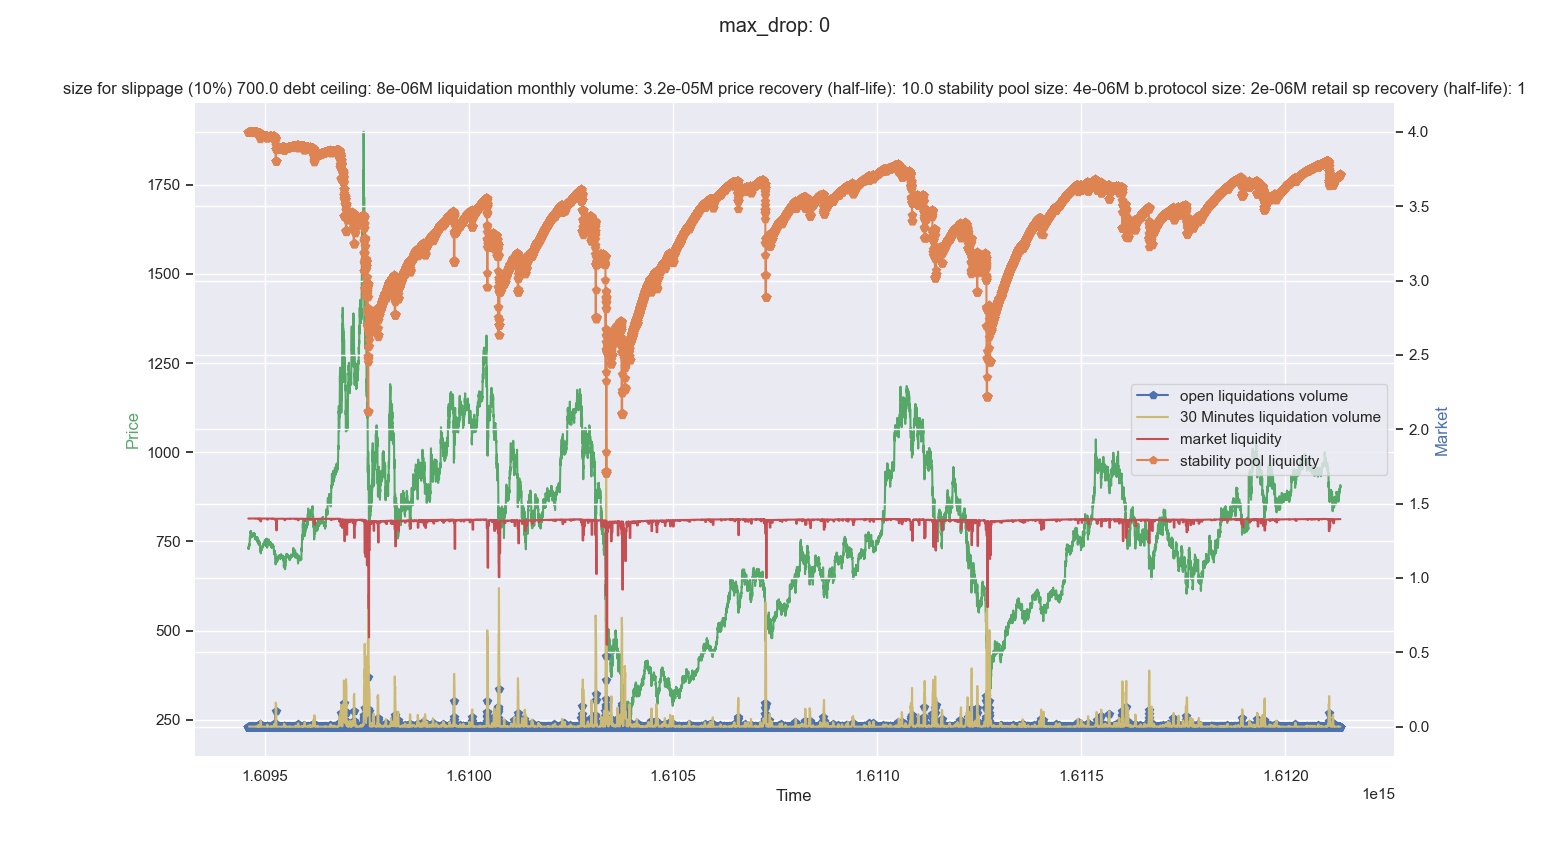 max_drop: 0
size for slippage (10%) 700.0 debt ceiling: 8e-06M liquidation monthly volume: 3.2e-05M price recovery (half-life): 10.0 stability pool size: 4e-06M b.protocol size: 2e-06M retail sp recovery (half-life): 1
4.0
1750
3.5
1500
3.0
1250
2.5
open liquidations volume
30 Minutes liquidation volume
market liquidity
stability pool liquidity
Price
Market
2.0
1000
1.5
750
1.0
500
0.5
250
0.0
1.6095 1.6100 1.6105 1.6110 1.6115 1.6120
Time
1e15